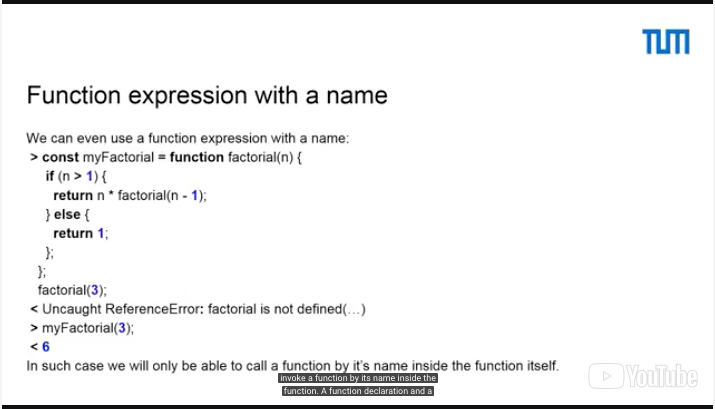 TUM
Function expression with a name
We can even use a function expression with a name:
> const myFactorial = function factorial(n) {
if (n > 1) {
return n * factorial(n - 1);
} else {
return 1;
};
};
factorial(3);
< Uncaught ReferenceError: factorial is not defined(…)
> myFactorial(3);
< 6
In such case we will only be able to call a function by it's name inside the function itself.
invoke a function by its name inside the
function. A function declaration and a
YouTube